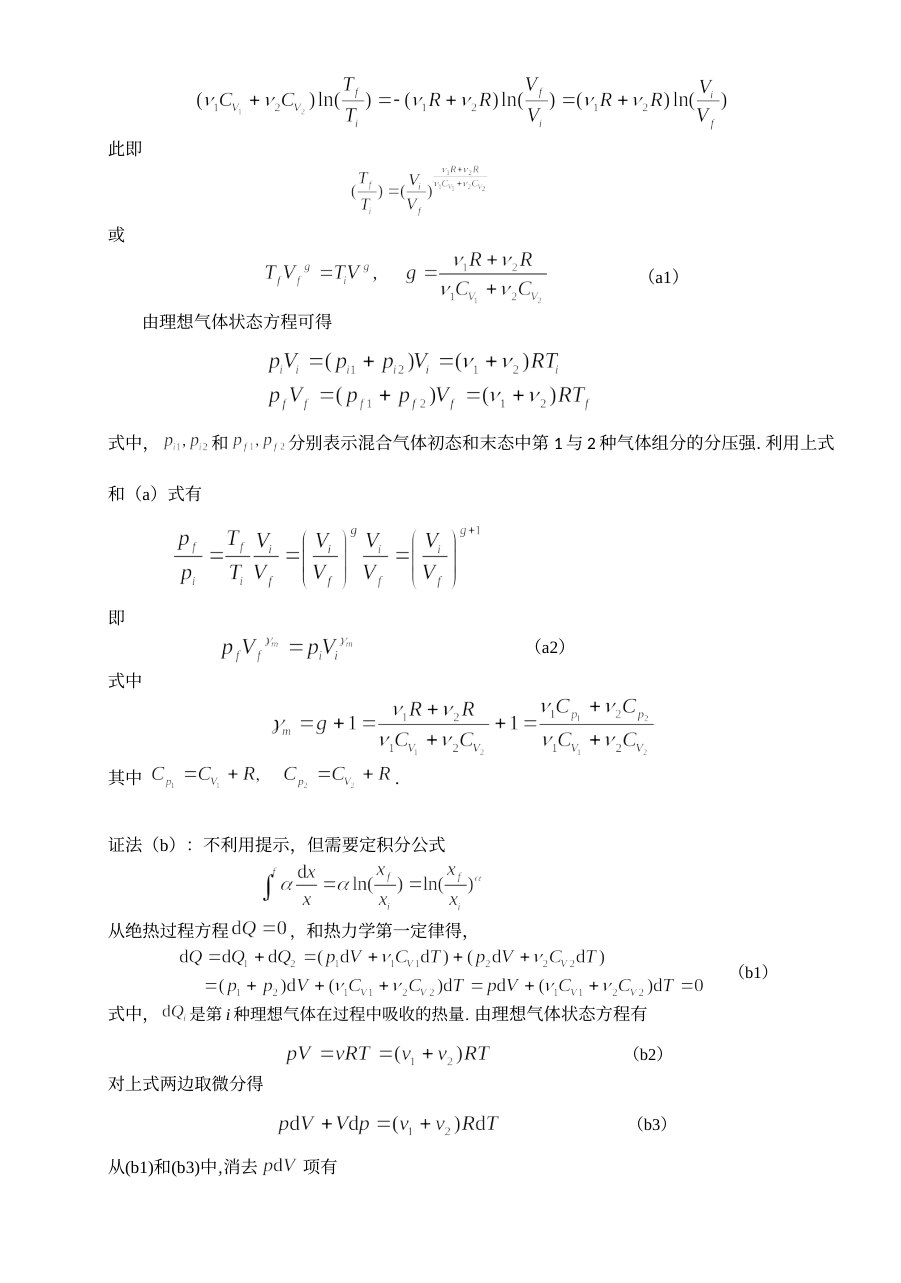 (ν₁C_{V₁} + ν₂C_{V₂})ln(T_f/T_i) = -(ν₁R + ν₂R)ln(V_f/V_i) = (ν₁R + ν₂R)ln(V_i/V_f)
此即
(T_f/T_i) = (V_i/V_f)^{(ν₁R+ν₂R)/(ν₁C_{V₁}+ν₂C_{V₂})}
或
T_f V_f^g = T_i V^g, g = (ν₁R + ν₂R)/(ν₁C_{V₁} + ν₂C_{V₂}) （a1）
由理想气体状态方程可得
p_i V_i = (p_{i1} + p_{i2})V_i = (ν₁ + ν₂)RT_i
p_f V_f = (p_{f1} + p_{f2})V_f = (ν₁ + ν₂)RT_f
式中， p_{i1}, p_{i2} 和 p_{f1}, p_{f2} 分别表示混合气体初态和末态中第 1 与 2 种气体组分的分压强. 利用上式
和（a）式有
p_f/p_i = (T_f/T_i)(V_i/V_f) = (V_i/V_f)^g (V_i/V_f) = (V_i/V_f)^{g+1}
即
p_f V_f^{γ_m} = p_i V_i^{γ_m} （a2）
式中
γ_m = g + 1 = (ν₁R + ν₂R)/(ν₁C_{V₁} + ν₂C_{V₂}) + 1 = (ν₁C_{p₁} + ν₂C_{p₂})/(ν₁C_{V₁} + ν₂C_{V₂})
其中 C_{p₁} = C_{V₁} + R, C_{p₂} = C_{V₂} + R .
证法（b）：不利用提示，但需要定积分公式
∫^f α dx/x = α ln(x_f/x_i) = ln(x_f/x_i)^α
从绝热过程方程 dQ = 0 ，和热力学第一定律得,
dQ = dQ₁ + dQ₂ = (p₁dV + ν₁C_{V1}dT) + (p₂dV + ν₂C_{V2}dT)
= (p₁ + p₂)dV + (ν₁C_{V1} + ν₂C_{V2})dT = pdV + (ν₁C_{V1} + ν₂C_{V2})dT = 0 （b1）
式中， dQ_i 是第 i 种理想气体在过程中吸收的热量. 由理想气体状态方程有
pV = vRT = (v₁ + v₂)RT （b2）
对上式两边取微分得
pdV + Vdp = (v₁ + v₂)RdT （b3）
从(b1)和(b3)中,消去 pdV 项有